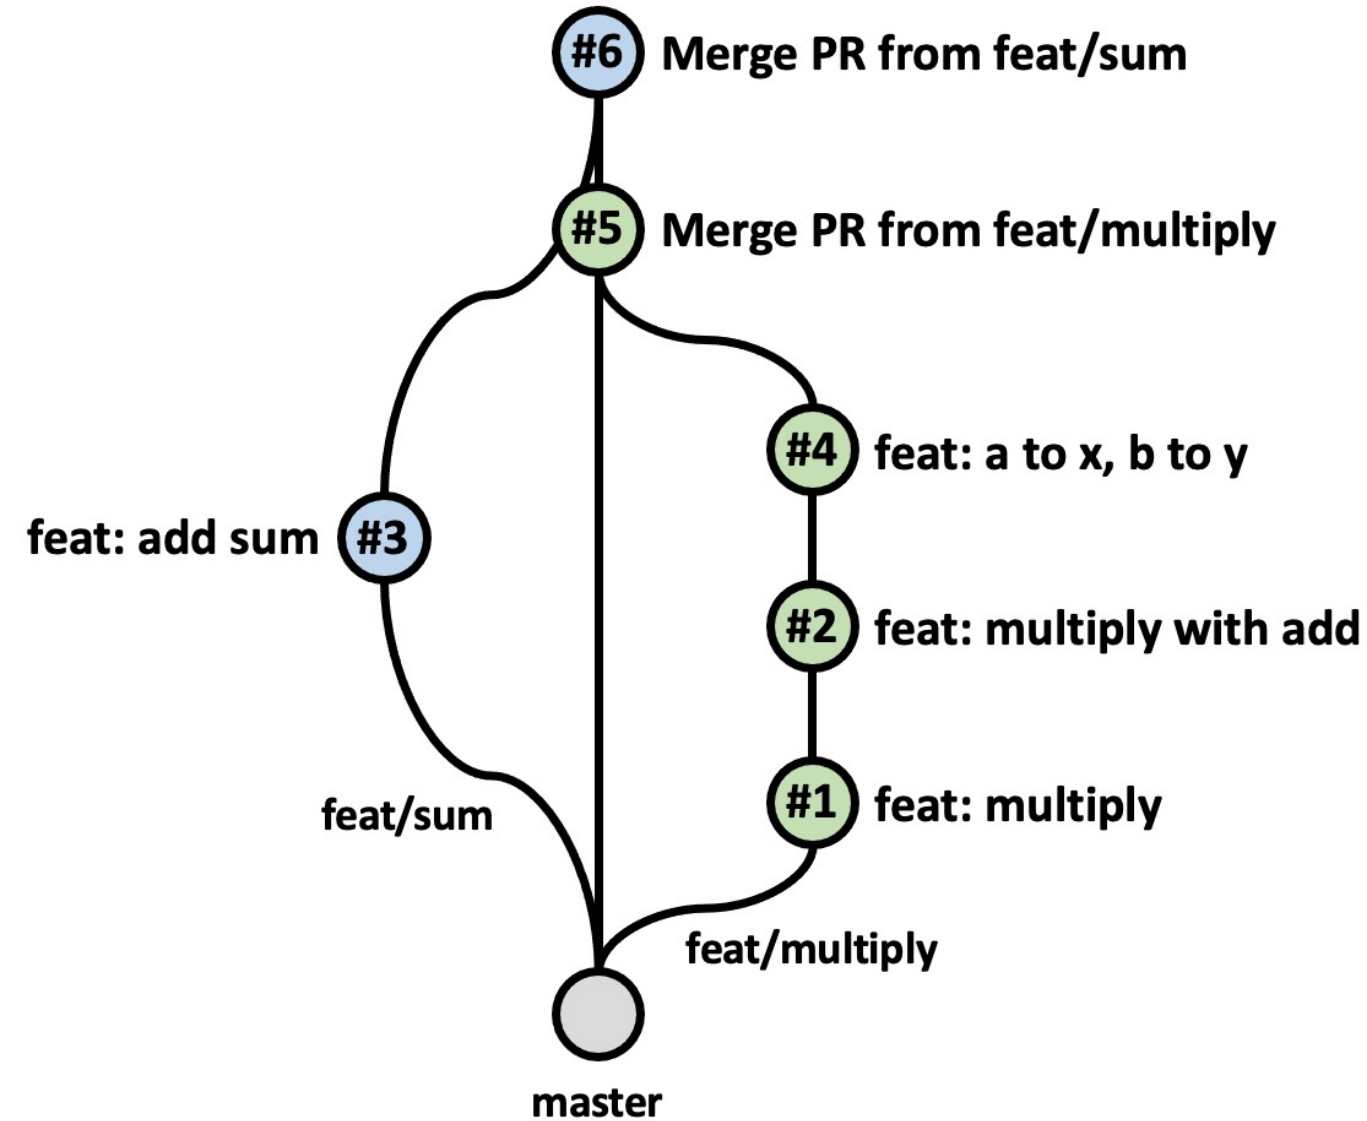 #6 Merge PR from feat/sum
#5 Merge PR from feat/multiply
#4 feat: a to x, b to y
feat: add sum #3
#2 feat: multiply with add
#1 feat: multiply
feat/sum
feat/multiply
master